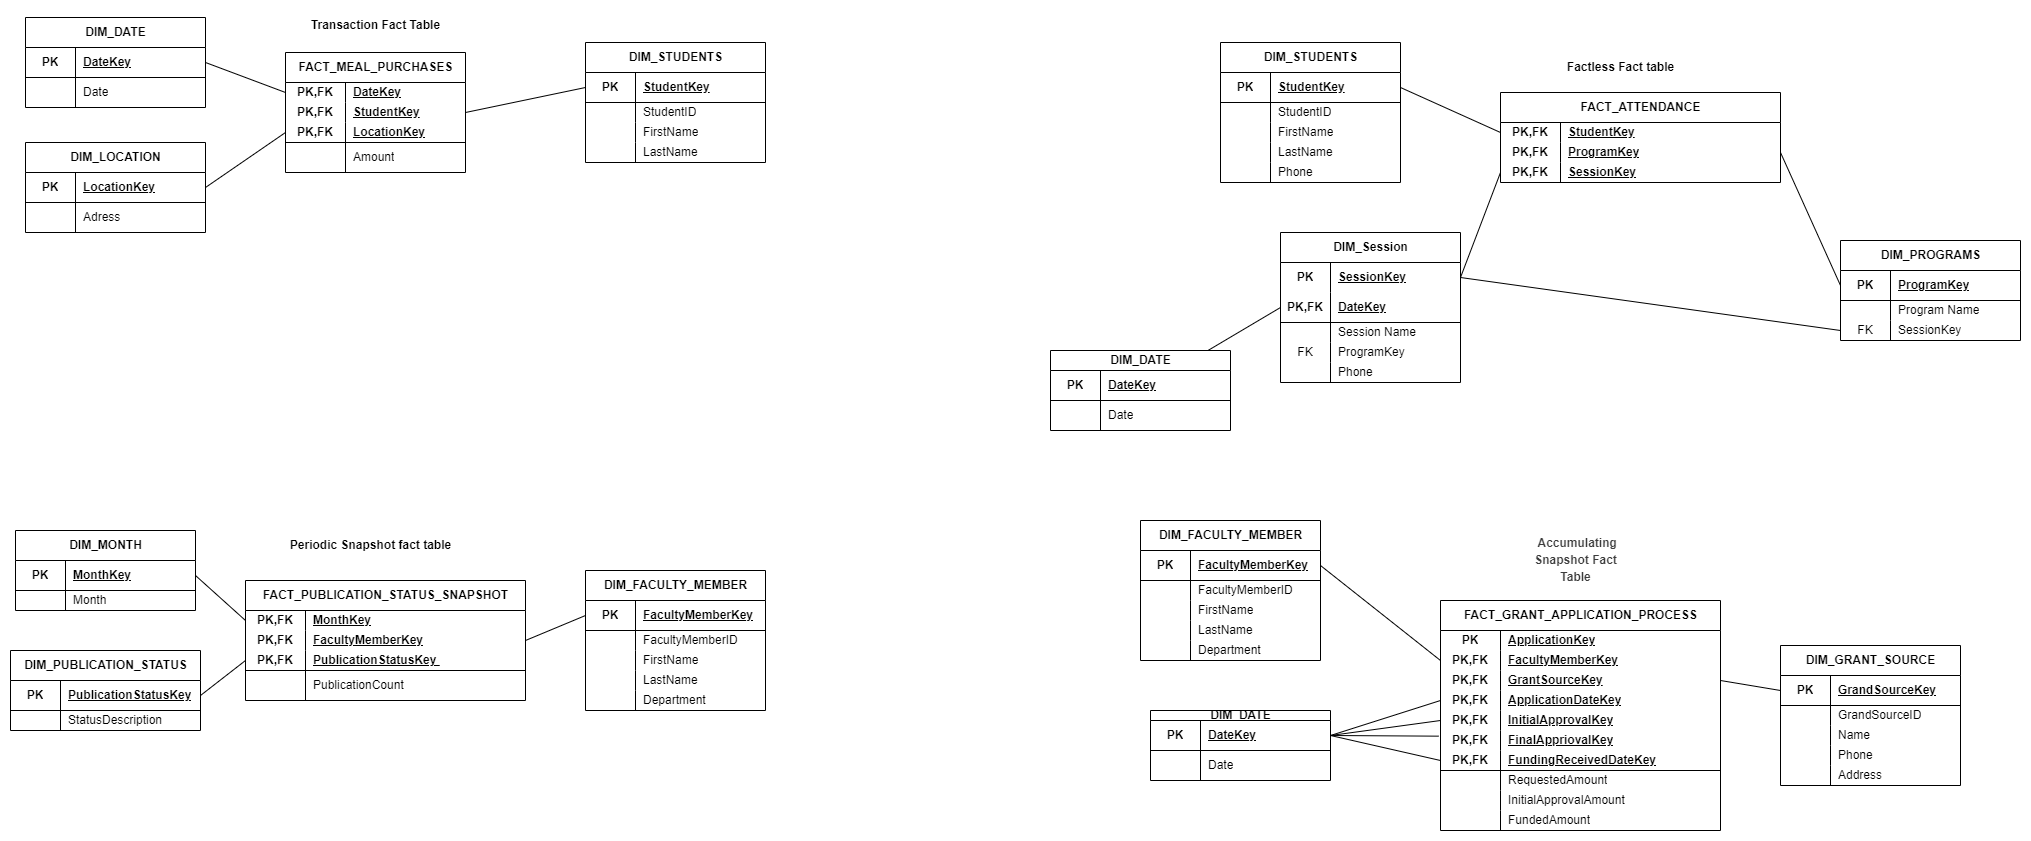 Transaction Fact Table
DIM_DATE
PK DateKey
Date
DIM_LOCATION
PK LocationKey
Adress
FACT_MEAL_PURCHASES
PK,FK DateKey
PK,FK StudentKey
PK,FK LocationKey
Amount
DIM_STUDENTS
PK StudentKey
StudentID
FirstName
LastName
DIM_STUDENTS
PK StudentKey
StudentID
FirstName
LastName
Phone
Factless Fact table
FACT_ATTENDANCE
PK,FK StudentKey
PK,FK ProgramKey
PK,FK SessionKey
DIM_Session
PK SessionKey
PK,FK DateKey
Session Name
FK ProgramKey
Phone
DIM_PROGRAMS
PK ProgramKey
Program Name
FK SessionKey
DIM_DATE
PK DateKey
Date
Periodic Snapshot fact table
DIM_MONTH
PK MonthKey
Month
DIM_PUBLICATION_STATUS
PK PublicationStatusKey
StatusDescription
FACT_PUBLICATION_STATUS_SNAPSHOT
PK,FK MonthKey
PK,FK FacultyMemberKey
PK,FK PublicationStatusKey
PublicationCount
DIM_FACULTY_MEMBER
PK FacultyMemberKey
FacultyMemberID
FirstName
LastName
Department
DIM_FACULTY_MEMBER
PK FacultyMemberKey
FacultyMemberID
FirstName
LastName
Department
DIM_DATE
PK DateKey
Date
Accumulating
Snapshot Fact
Table
FACT_GRANT_APPLICATION_PROCESS
PK ApplicationKey
PK,FK FacultyMemberKey
PK,FK GrantSourceKey
PK,FK ApplicationDateKey
PK,FK InitialApprovalKey
PK,FK FinalAppriovalKey
PK,FK FundingReceivedDateKey
RequestedAmount
InitialApprovalAmount
FundedAmount
DIM_GRANT_SOURCE
PK GrandSourceKey
GrandSourceID
Name
Phone
Address